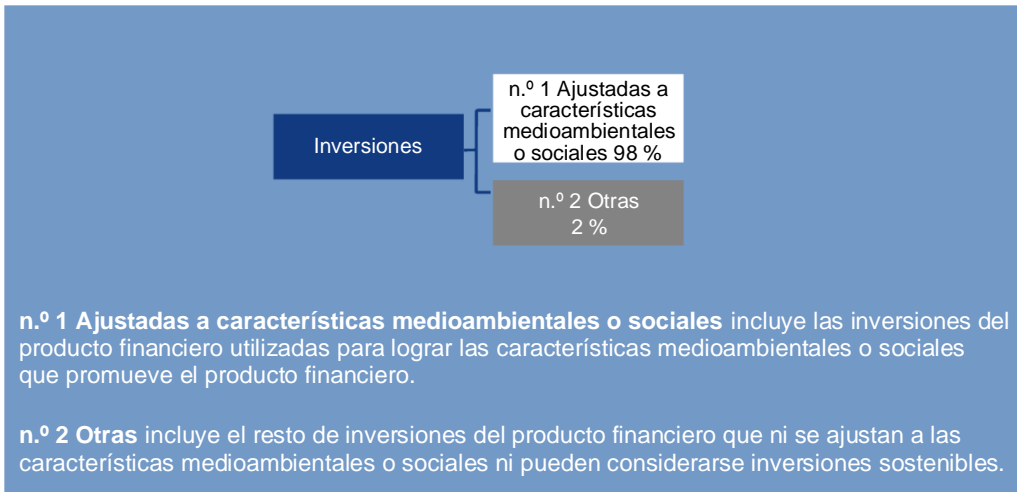 Inversiones
n.º 1 Ajustadas a
características
medioambientales
o sociales 98 %
n.º 2 Otras
2 %
n.º 1 Ajustadas a características medioambientales o sociales incluye las inversiones del
producto financiero utilizadas para lograr las características medioambientales o sociales
que promueve el producto financiero.
n.º 2 Otras incluye el resto de inversiones del producto financiero que ni se ajustan a las
características medioambientales o sociales ni pueden considerarse inversiones sostenibles.